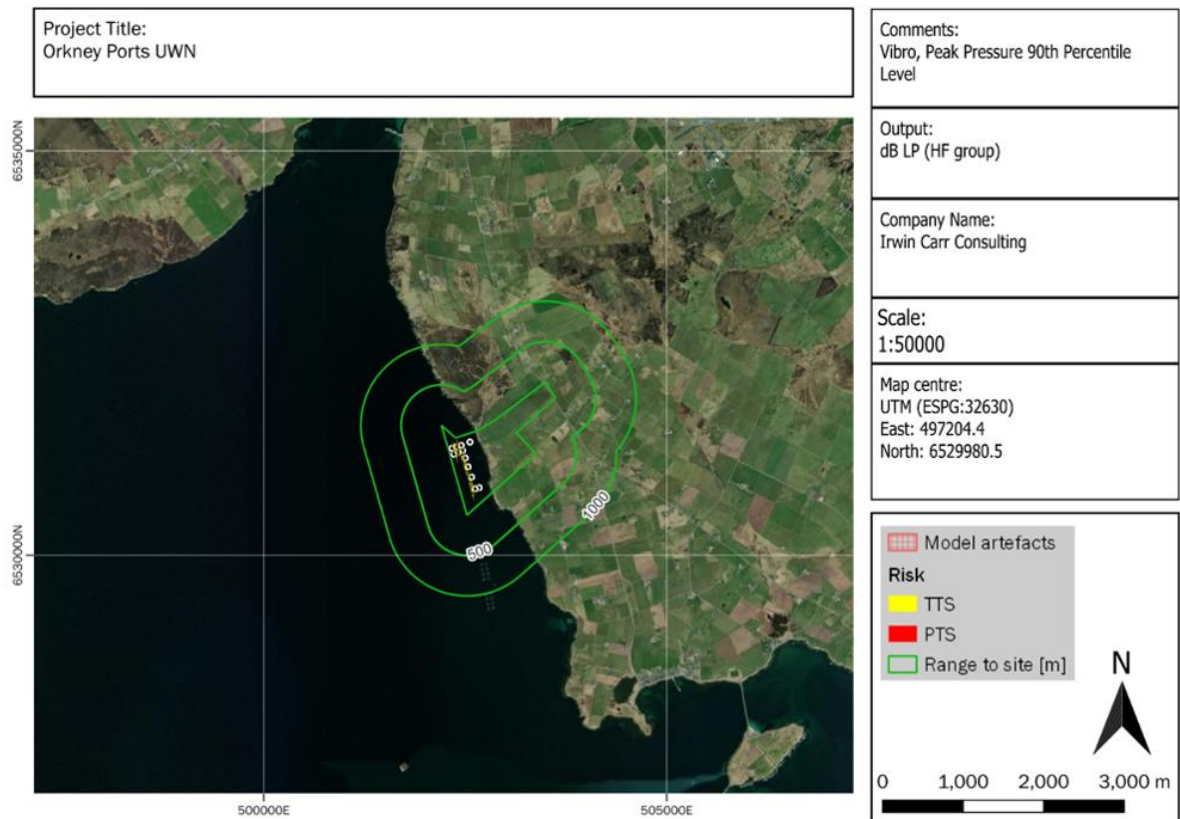 Project Title:
Orkney Ports UWN
Comments:
Vibro, Peak Pressure 90th Percentile
Level
Output:
dB LP (HF group)
Company Name:
Irwin Carr Consulting
Scale:
1:50000
Map centre:
UTM (ESPG:32630)
East: 497204.4
North: 6529980.5
6535000N
6530000N
1000
500
500000E
505000E
Model artefacts
Risk
TTS
PTS
Range to site [m]
N
0 1,000 2,000 3,000 m